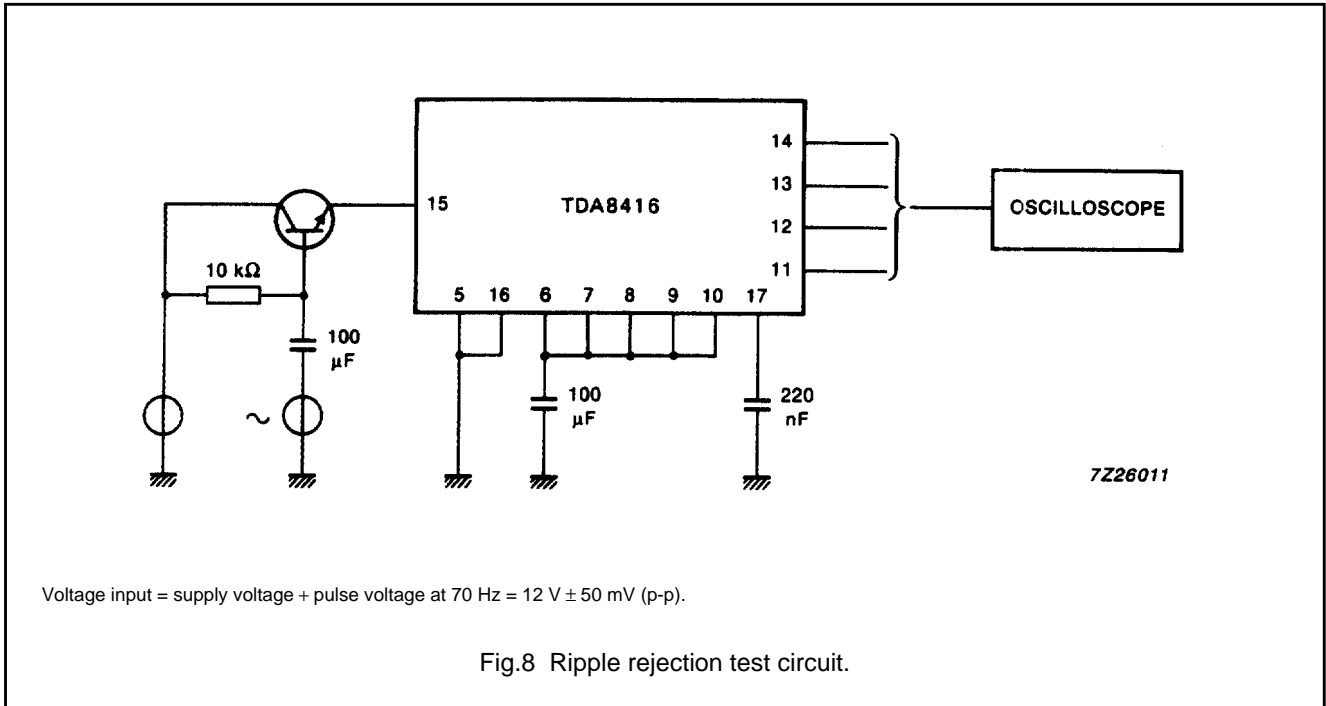 14
13
15
TDA8416
12
OSCILLOSCOPE
11
10 kΩ
5 16 6 7 8 9 10 17
100
μF
100
μF
220
nF
~
7Z26011
Voltage input = supply voltage + pulse voltage at 70 Hz = 12 V ± 50 mV (p-p).
Fig.8 Ripple rejection test circuit.